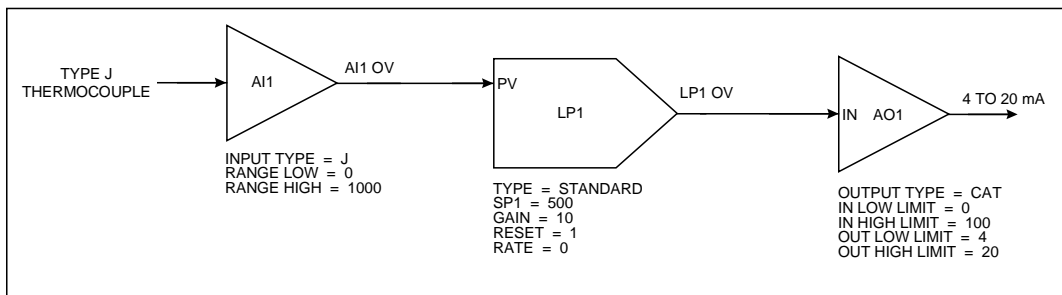 TYPE J
THERMOCOUPLE
AI1
AI1 OV
INPUT TYPE = J
RANGE LOW = 0
RANGE HIGH = 1000
PV
LP1
LP1 OV
TYPE = STANDARD
SP1 = 500
GAIN = 10
RESET = 1
RATE = 0
IN AO1
4 TO 20 mA
OUTPUT TYPE = CAT
IN LOW LIMIT = 0
IN HIGH LIMIT = 100
OUT LOW LIMIT = 4
OUT HIGH LIMIT = 20